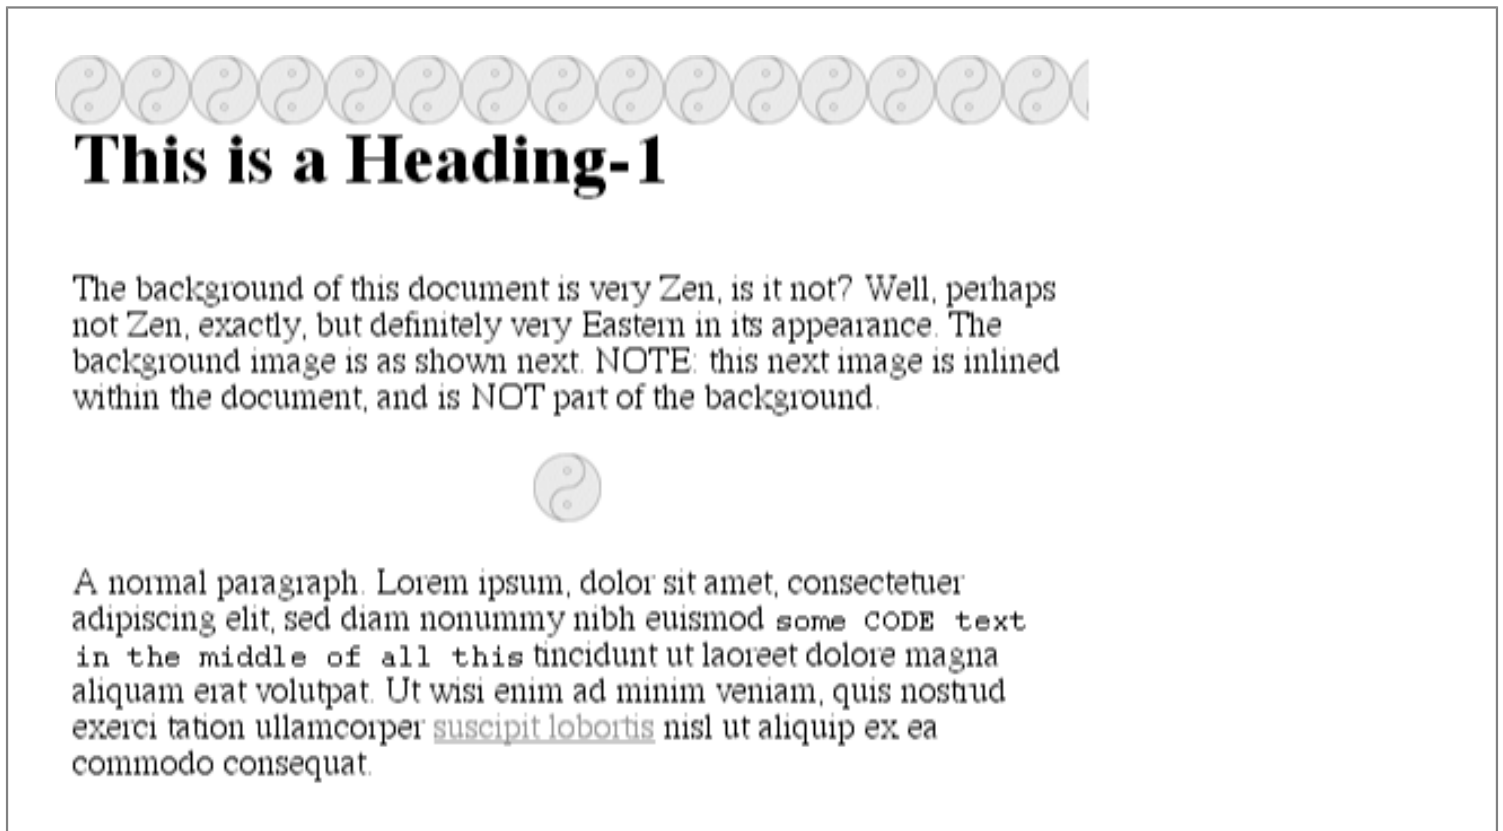 This is a Heading-1
The background of this document is very Zen, is it not? Well, perhaps
not Zen, exactly, but definitely very Eastern in its appearance. The
background image is as shown next. NOTE: this next image is inlined
within the document, and is NOT part of the background.
A normal paragraph. Lorem ipsum, dolor sit amet, consectetuer
adipiscing elit, sed diam nonummy nibh euismod some CODE text
in the middle of all this tincidunt ut laoreet dolore magna
aliquam erat volutpat. Ut wisi enim ad minim veniam, quis nostrud
exerci tation ullamcorper suscipit lobortis nisl ut aliquip ex ea
commodo consequat.